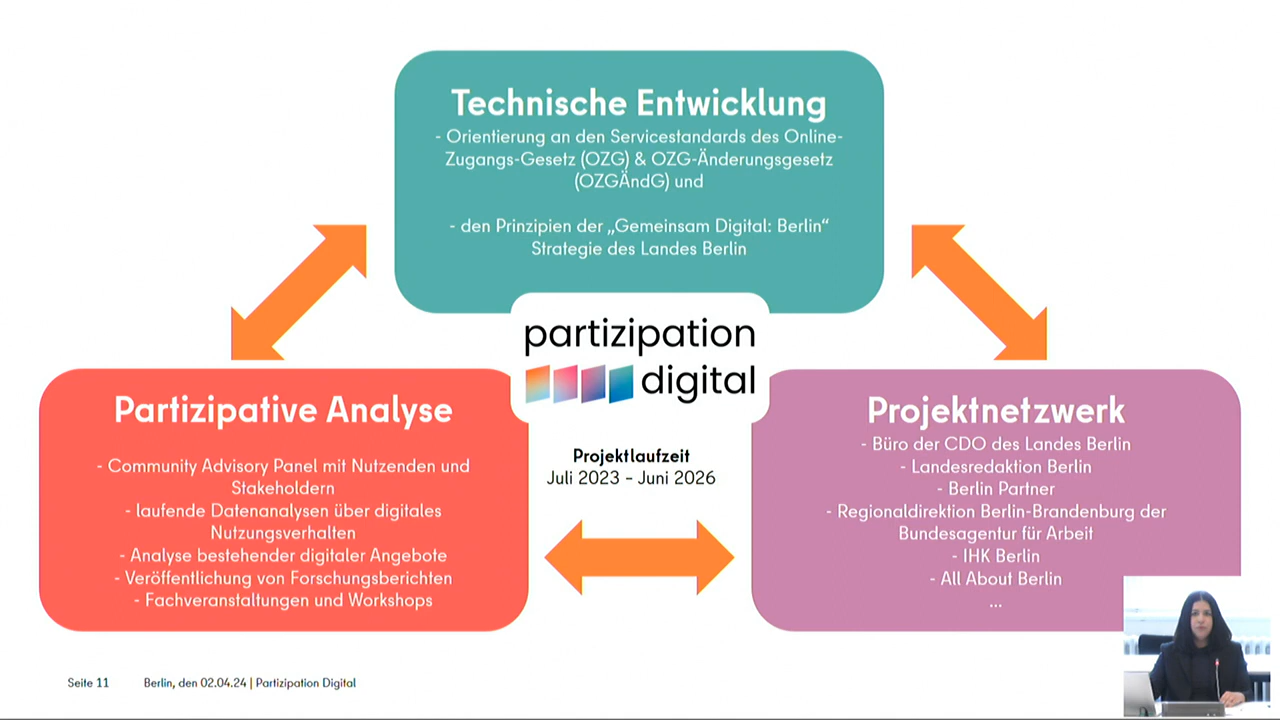 Technische Entwicklung
- Orientierung an den Servicestandards des Online-
Zugangs-Gesetz (OZG) & OZG-Änderungsgesetz
(OZGÄndG) und
- den Prinzipien der „Gemeinsam Digital: Berlin“
Strategie des Landes Berlin
partizipation
digital
Partizipative Analyse
- Community Advisory Panel mit Nutzenden und
Stakeholdern
- laufende Datenanalysen über digitales
Nutzungsverhalten
- Analyse bestehender digitaler Angebote
- Veröffentlichung von Forschungsberichten
- Fachveranstaltungen und Workshops
Projektlaufzeit
Juli 2023 – Juni 2026
Projektnetzwerk
- Büro der CDO des Landes Berlin
- Landesredaktion Berlin
- Berlin Partner
- Regionaldirektion Berlin-Brandenburg der
Bundesagentur für Arbeit
- IHK Berlin
- All About Berlin
...
Seite 11
Berlin, den 02.04.24 | Partizipation Digital